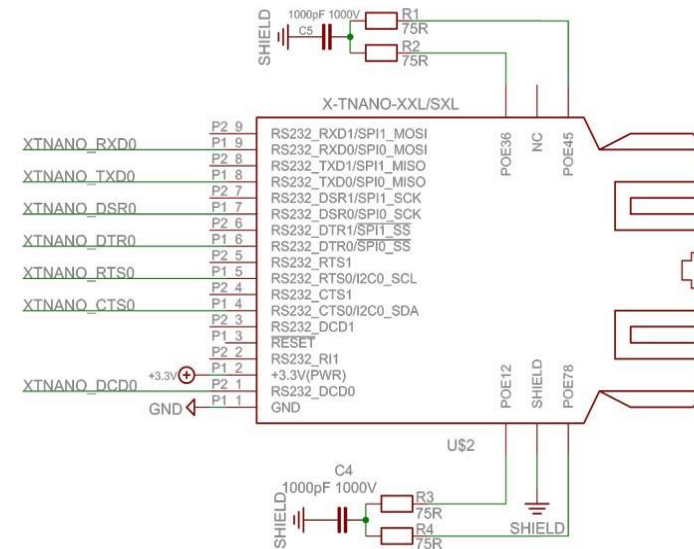 1000pF 1000V
R1
C5
75R
R2
75R
SHIELD
X-TNANO-XXL/SXL
POE36
NC
POE45
P2 9 RS232_RXD1/SPI1_MOSI
XTNANO_RXD0 P1 9 RS232_RXD0/SPI0_MOSI
P2 8 RS232_TXD1/SPI1_MISO
XTNANO_TXD0 P1 8 RS232_TXD0/SPI0_MISO
P2 7 RS232_DSR1/SPI1_SCK
XTNANO_DSR0 P1 7 RS232_DSR0/SPI0_SCK
P2 6 RS232_DTR1/SPI1_SS
XTNANO_DTR0 P1 6 RS232_DTR0/SPI0_SS
P2 5 RS232_RTS1
XTNANO_RTS0 P1 5 RS232_RTS0/I2C0_SCL
P2 4 RS232_CTS1
XTNANO_CTS0 P1 4 RS232_CTS0/I2C0_SDA
P2 3 RS232_DCD1
P1 3 RESET
P2 2 RS232_RI1
+3.3V P1 2 +3.3V(PWR)
XTNANO_DCD0 P2 1 RS232_DCD0
GND P1 1 GND
POE12
SHIELD
POE78
U$2
C4
1000pF 1000V
R3
75R
R4
75R
SHIELD
SHIELD